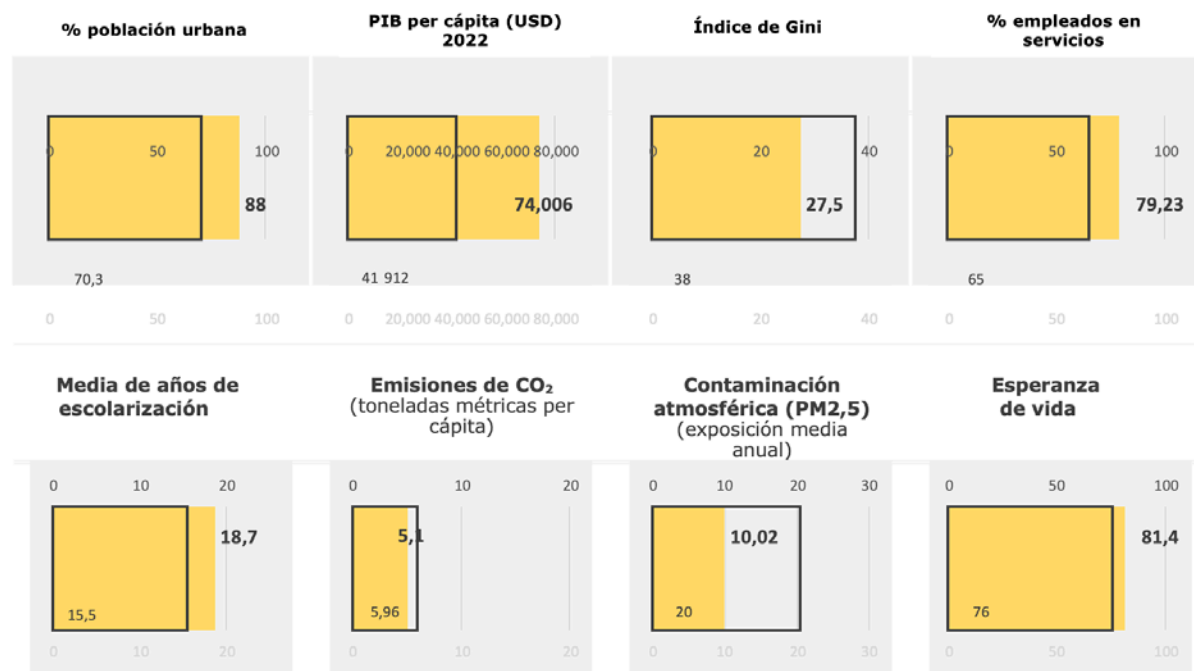 % población urbana
PIB per cápita (USD)
2022
Índice de Gini
% empleados en
servicios
0 50 100
0 20,000 40,000 60,000 80,000
0 20 40
0 50 100
88
74,006
27,5
79,23
70,3
41 912
38
65
0 50 100
0 20,000 40,000 60,000 80,000
0 20 40
0 50 100
Media de años de
escolarización
Emisiones de CO₂
(toneladas métricas per
cápita)
Contaminación
atmosférica (PM2,5)
(exposición media
anual)
Esperanza
de vida
0 10 20
0 10 20
0 10 20 30
0 50 100
18,7
5,1
10,02
81,4
15,5
5,96
20
76
0 10 20
0 10 20
0 10 20 30
0 50 100